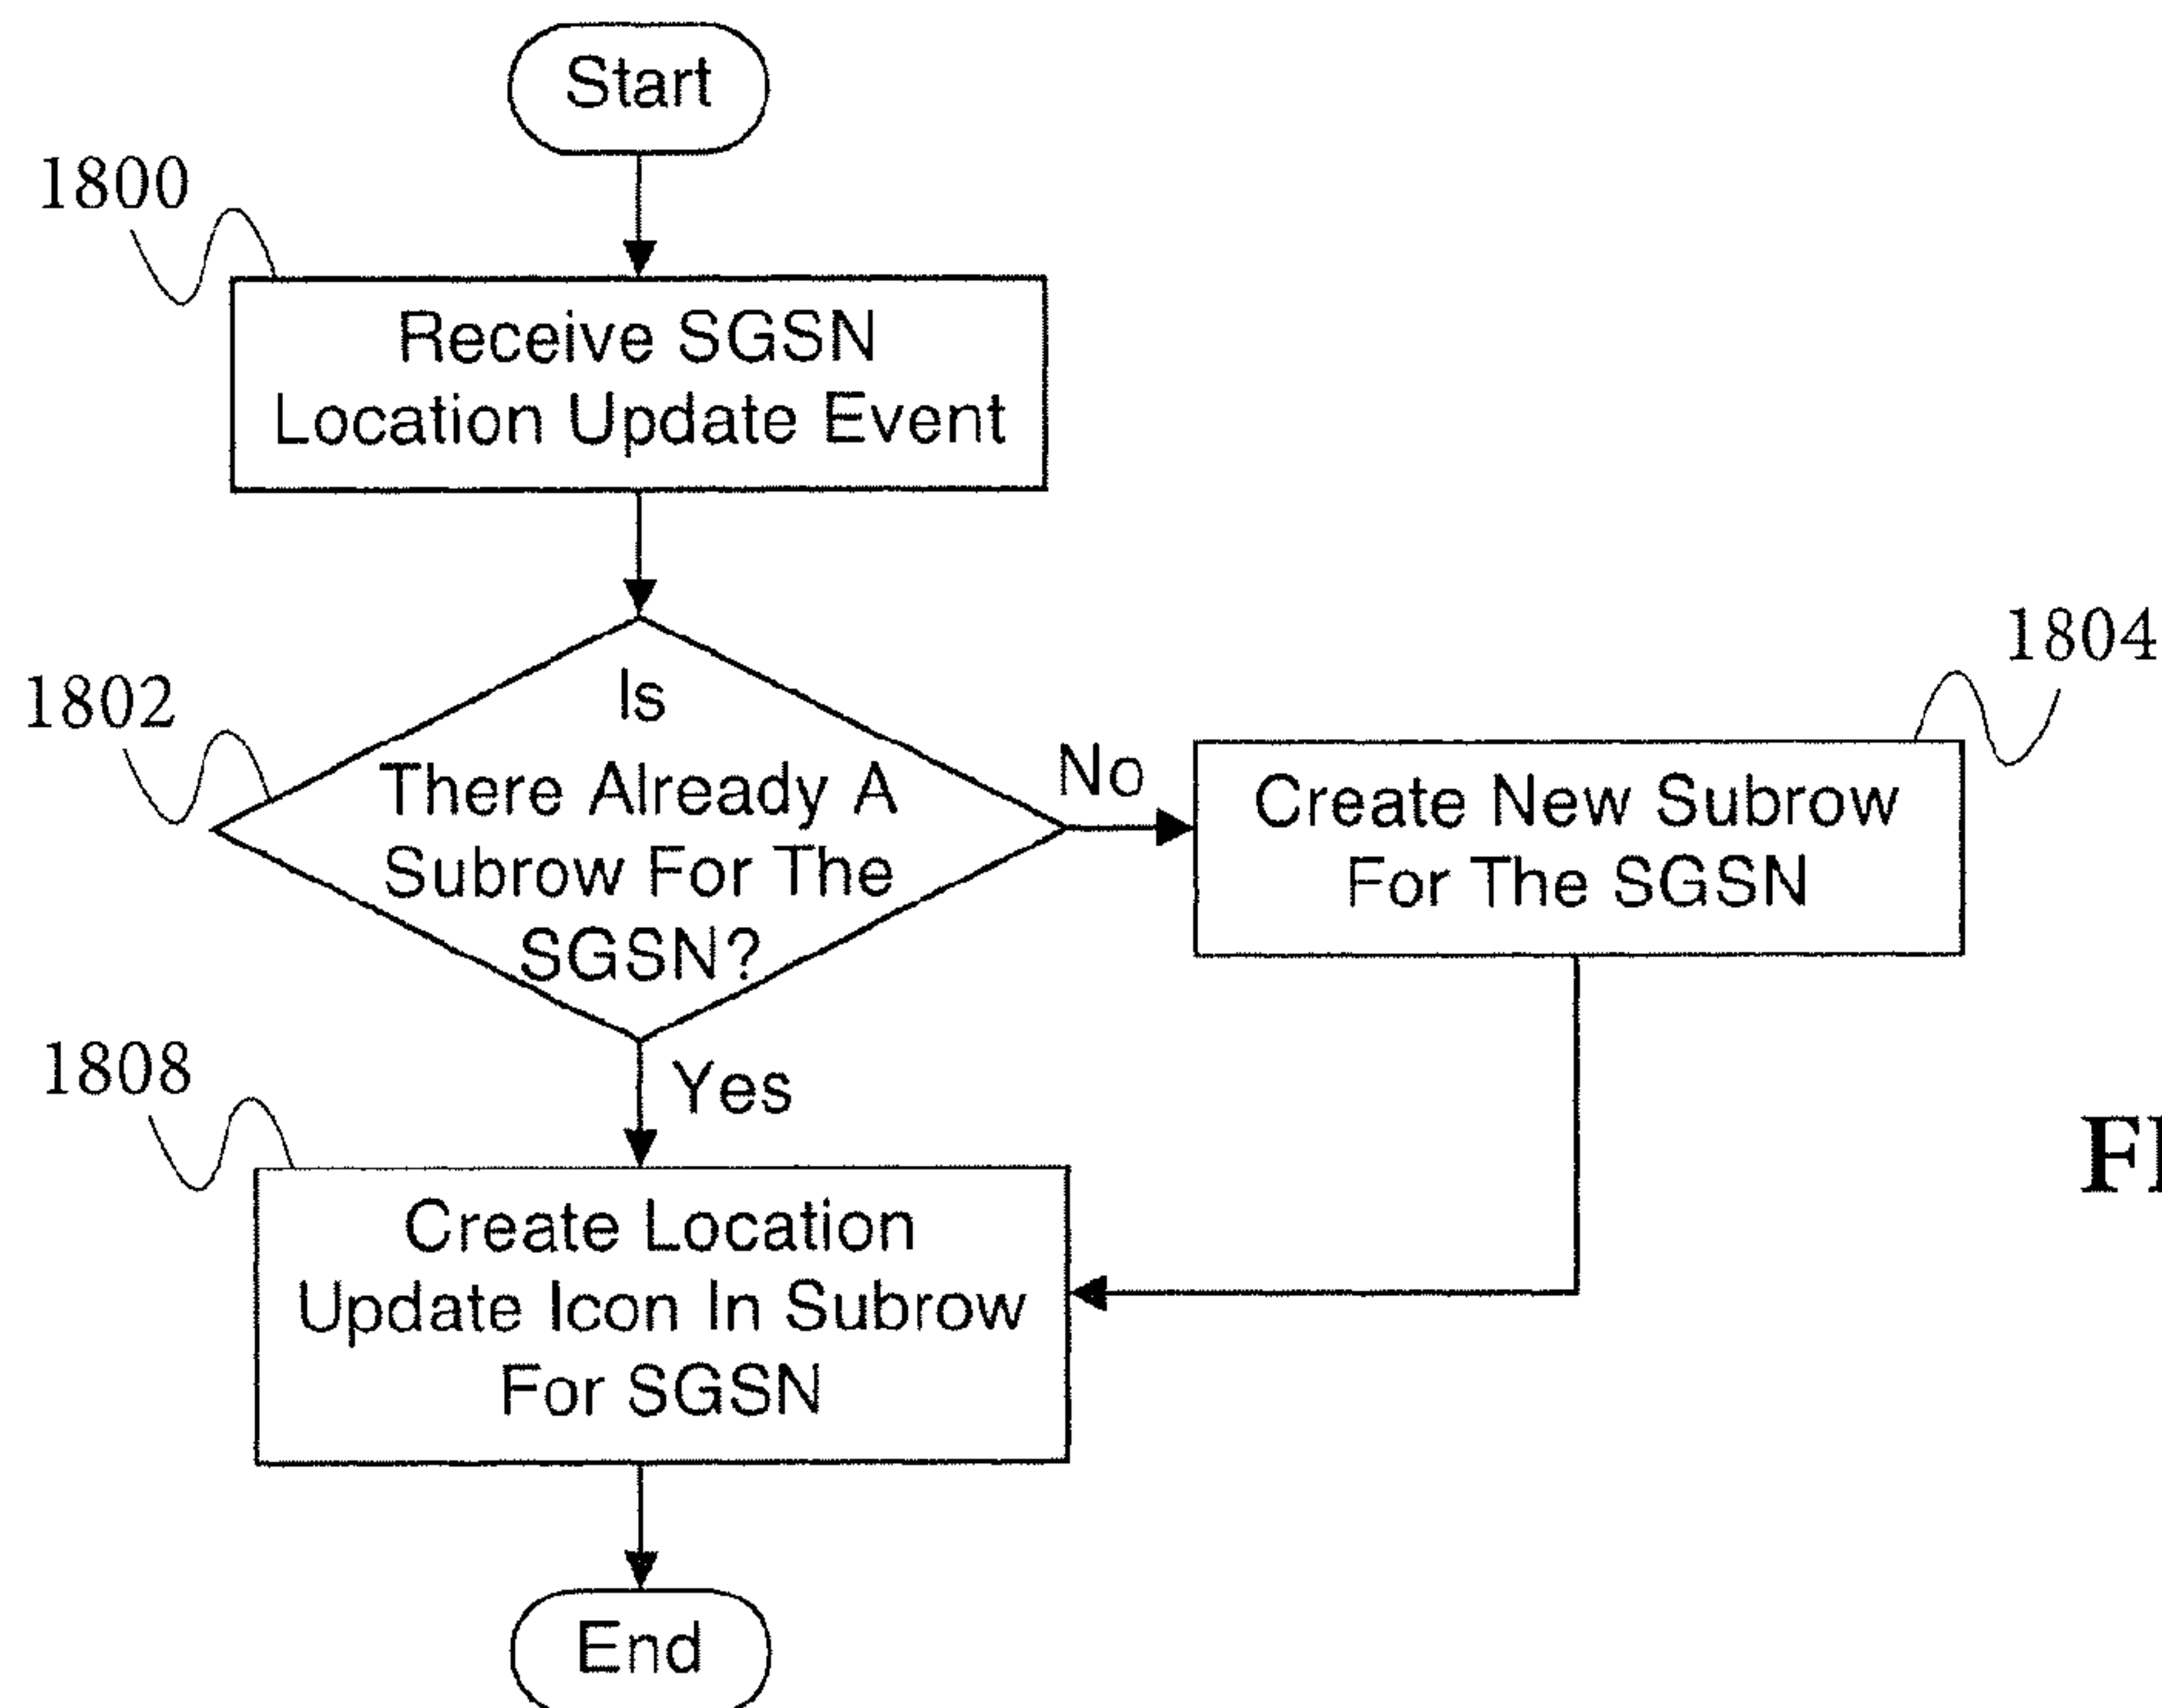 Start
1800
Receive SGSN
Location Update Event
1802
Is
There Already A
Subrow For The
SGSN?
No
1804
Create New Subrow
For The SGSN
Yes
1808
Create Location
Update Icon In Subrow
For SGSN
End